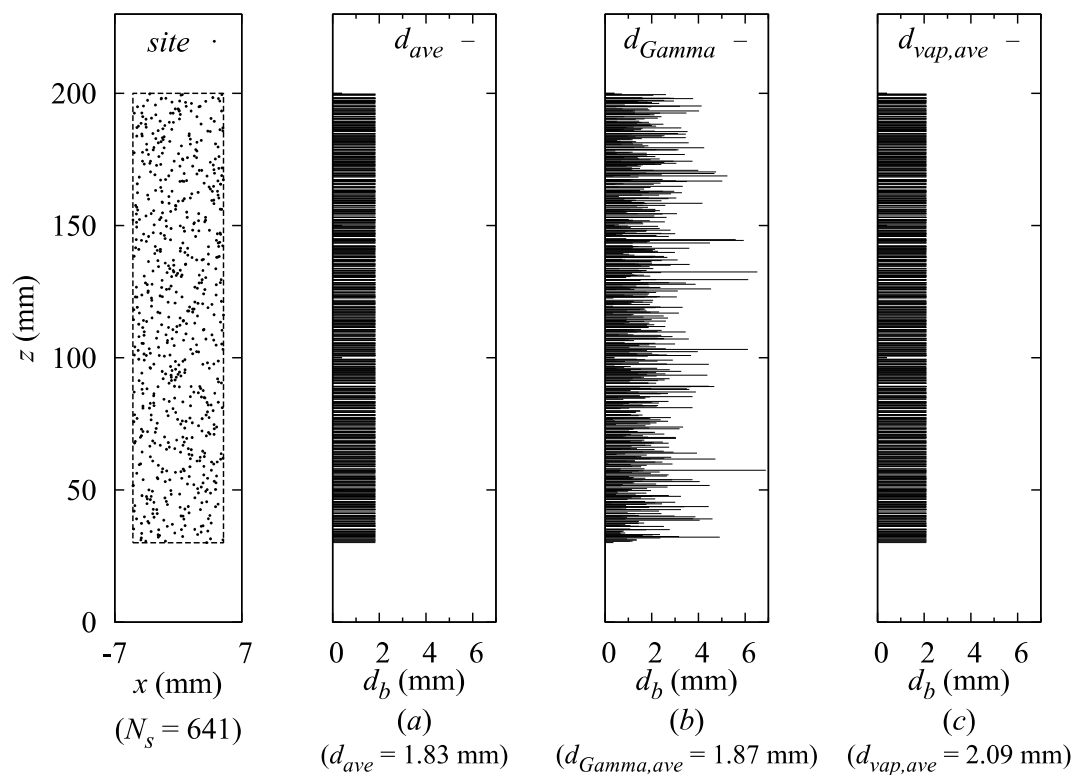 site
d_ave
d_Gamma
d_vap,ave
200
150
100
50
0
z (mm)
-7 7
0 2 4 6
0 2 4 6
0 2 4 6
x (mm)
d_b (mm)
d_b (mm)
d_b (mm)
(N_s = 641)
(a)
(b)
(c)
(d_ave = 1.83 mm)
(d_Gamma,ave = 1.87 mm)
(d_vap,ave = 2.09 mm)